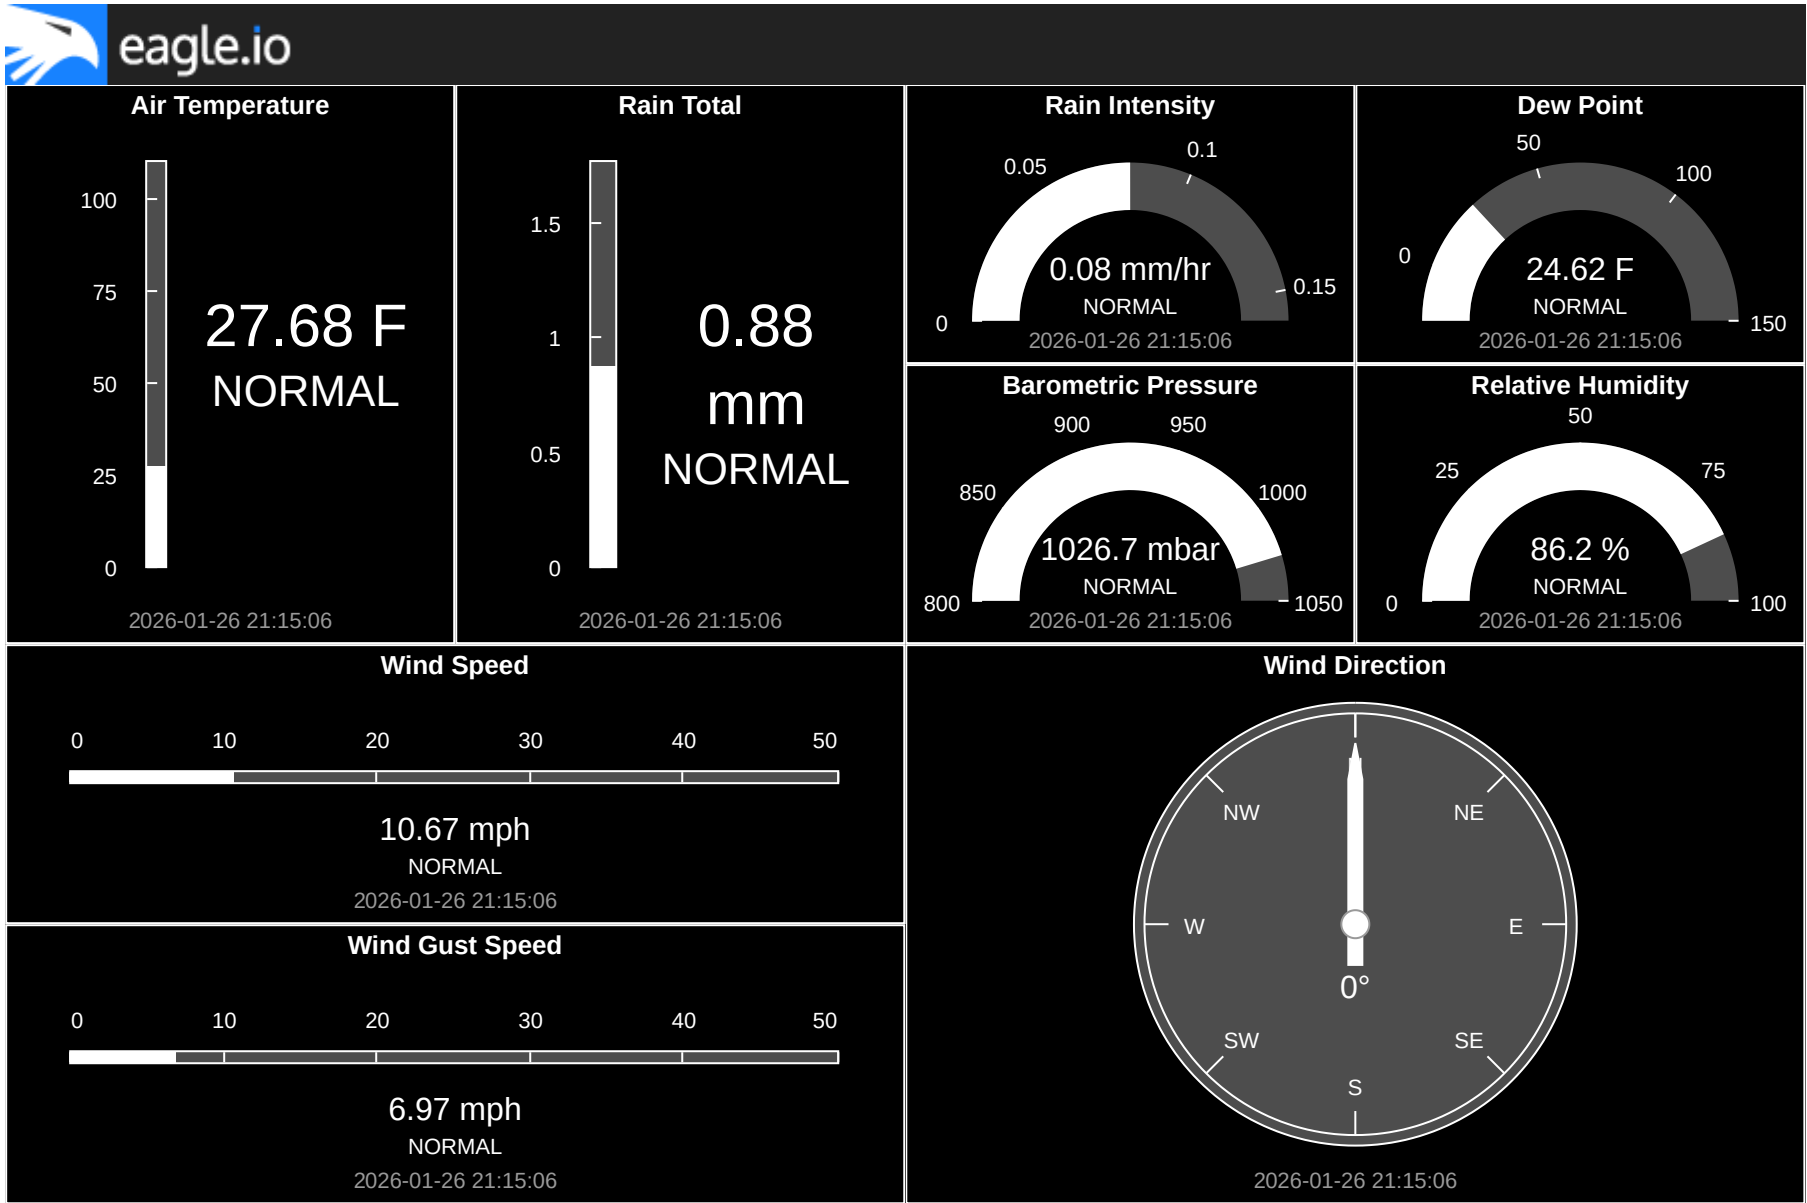 eagle.io
Air Temperature
100
75
50
25
0
27.68 F
NORMAL
2026-01-26 21:15:06
Rain Total
1.5
1
0.5
0
0.88
mm
NORMAL
2026-01-26 21:15:06
Rain Intensity
0
0.05
0.1
0.15
0.08 mm/hr
NORMAL
2026-01-26 21:15:06
Dew Point
0
50
100
150
24.62 F
NORMAL
2026-01-26 21:15:06
Barometric Pressure
800
850
900
950
1000
1050
1026.7 mbar
NORMAL
2026-01-26 21:15:06
Relative Humidity
0
25
50
75
100
86.2 %
NORMAL
2026-01-26 21:15:06
Wind Speed
0 10 20 30 40 50
10.67 mph
NORMAL
2026-01-26 21:15:06
Wind Gust Speed
0 10 20 30 40 50
6.97 mph
NORMAL
2026-01-26 21:15:06
Wind Direction
NW NE
W E
0°
SW SE
S
2026-01-26 21:15:06